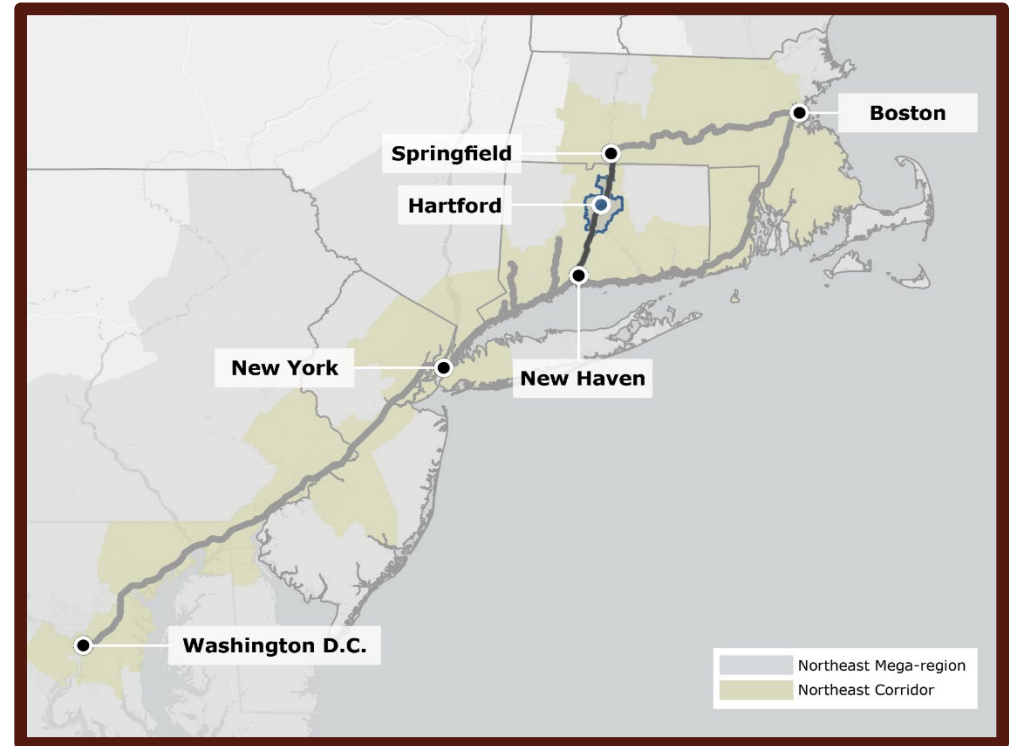 Boston
Springfield
Hartford
New York
New Haven
Washington D.C.
Northeast Mega-region
Northeast Corridor